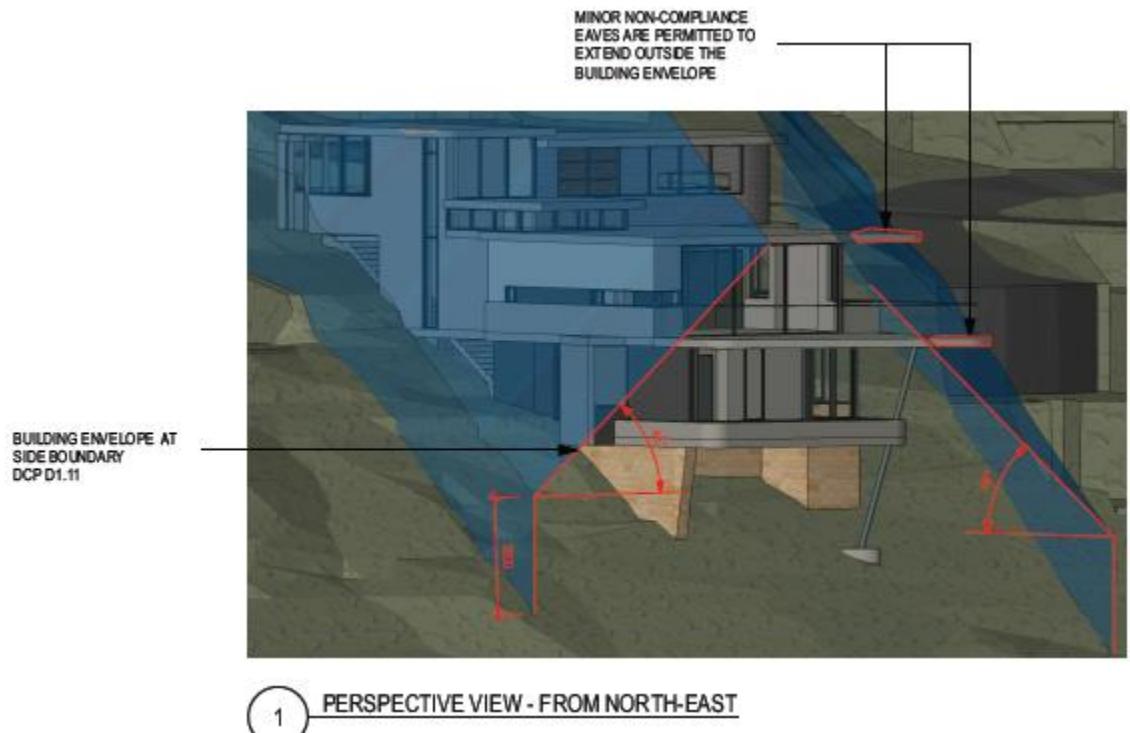 MINOR NON-COMPLIANCE
EAVES ARE PERMITTED TO
EXTEND OUTSIDE THE
BUILDING ENVELOPE
BUILDING ENVELOPE AT
SIDE BOUNDARY
DCP D1.11
1
PERSPECTIVE VIEW - FROM NORTH-EAST